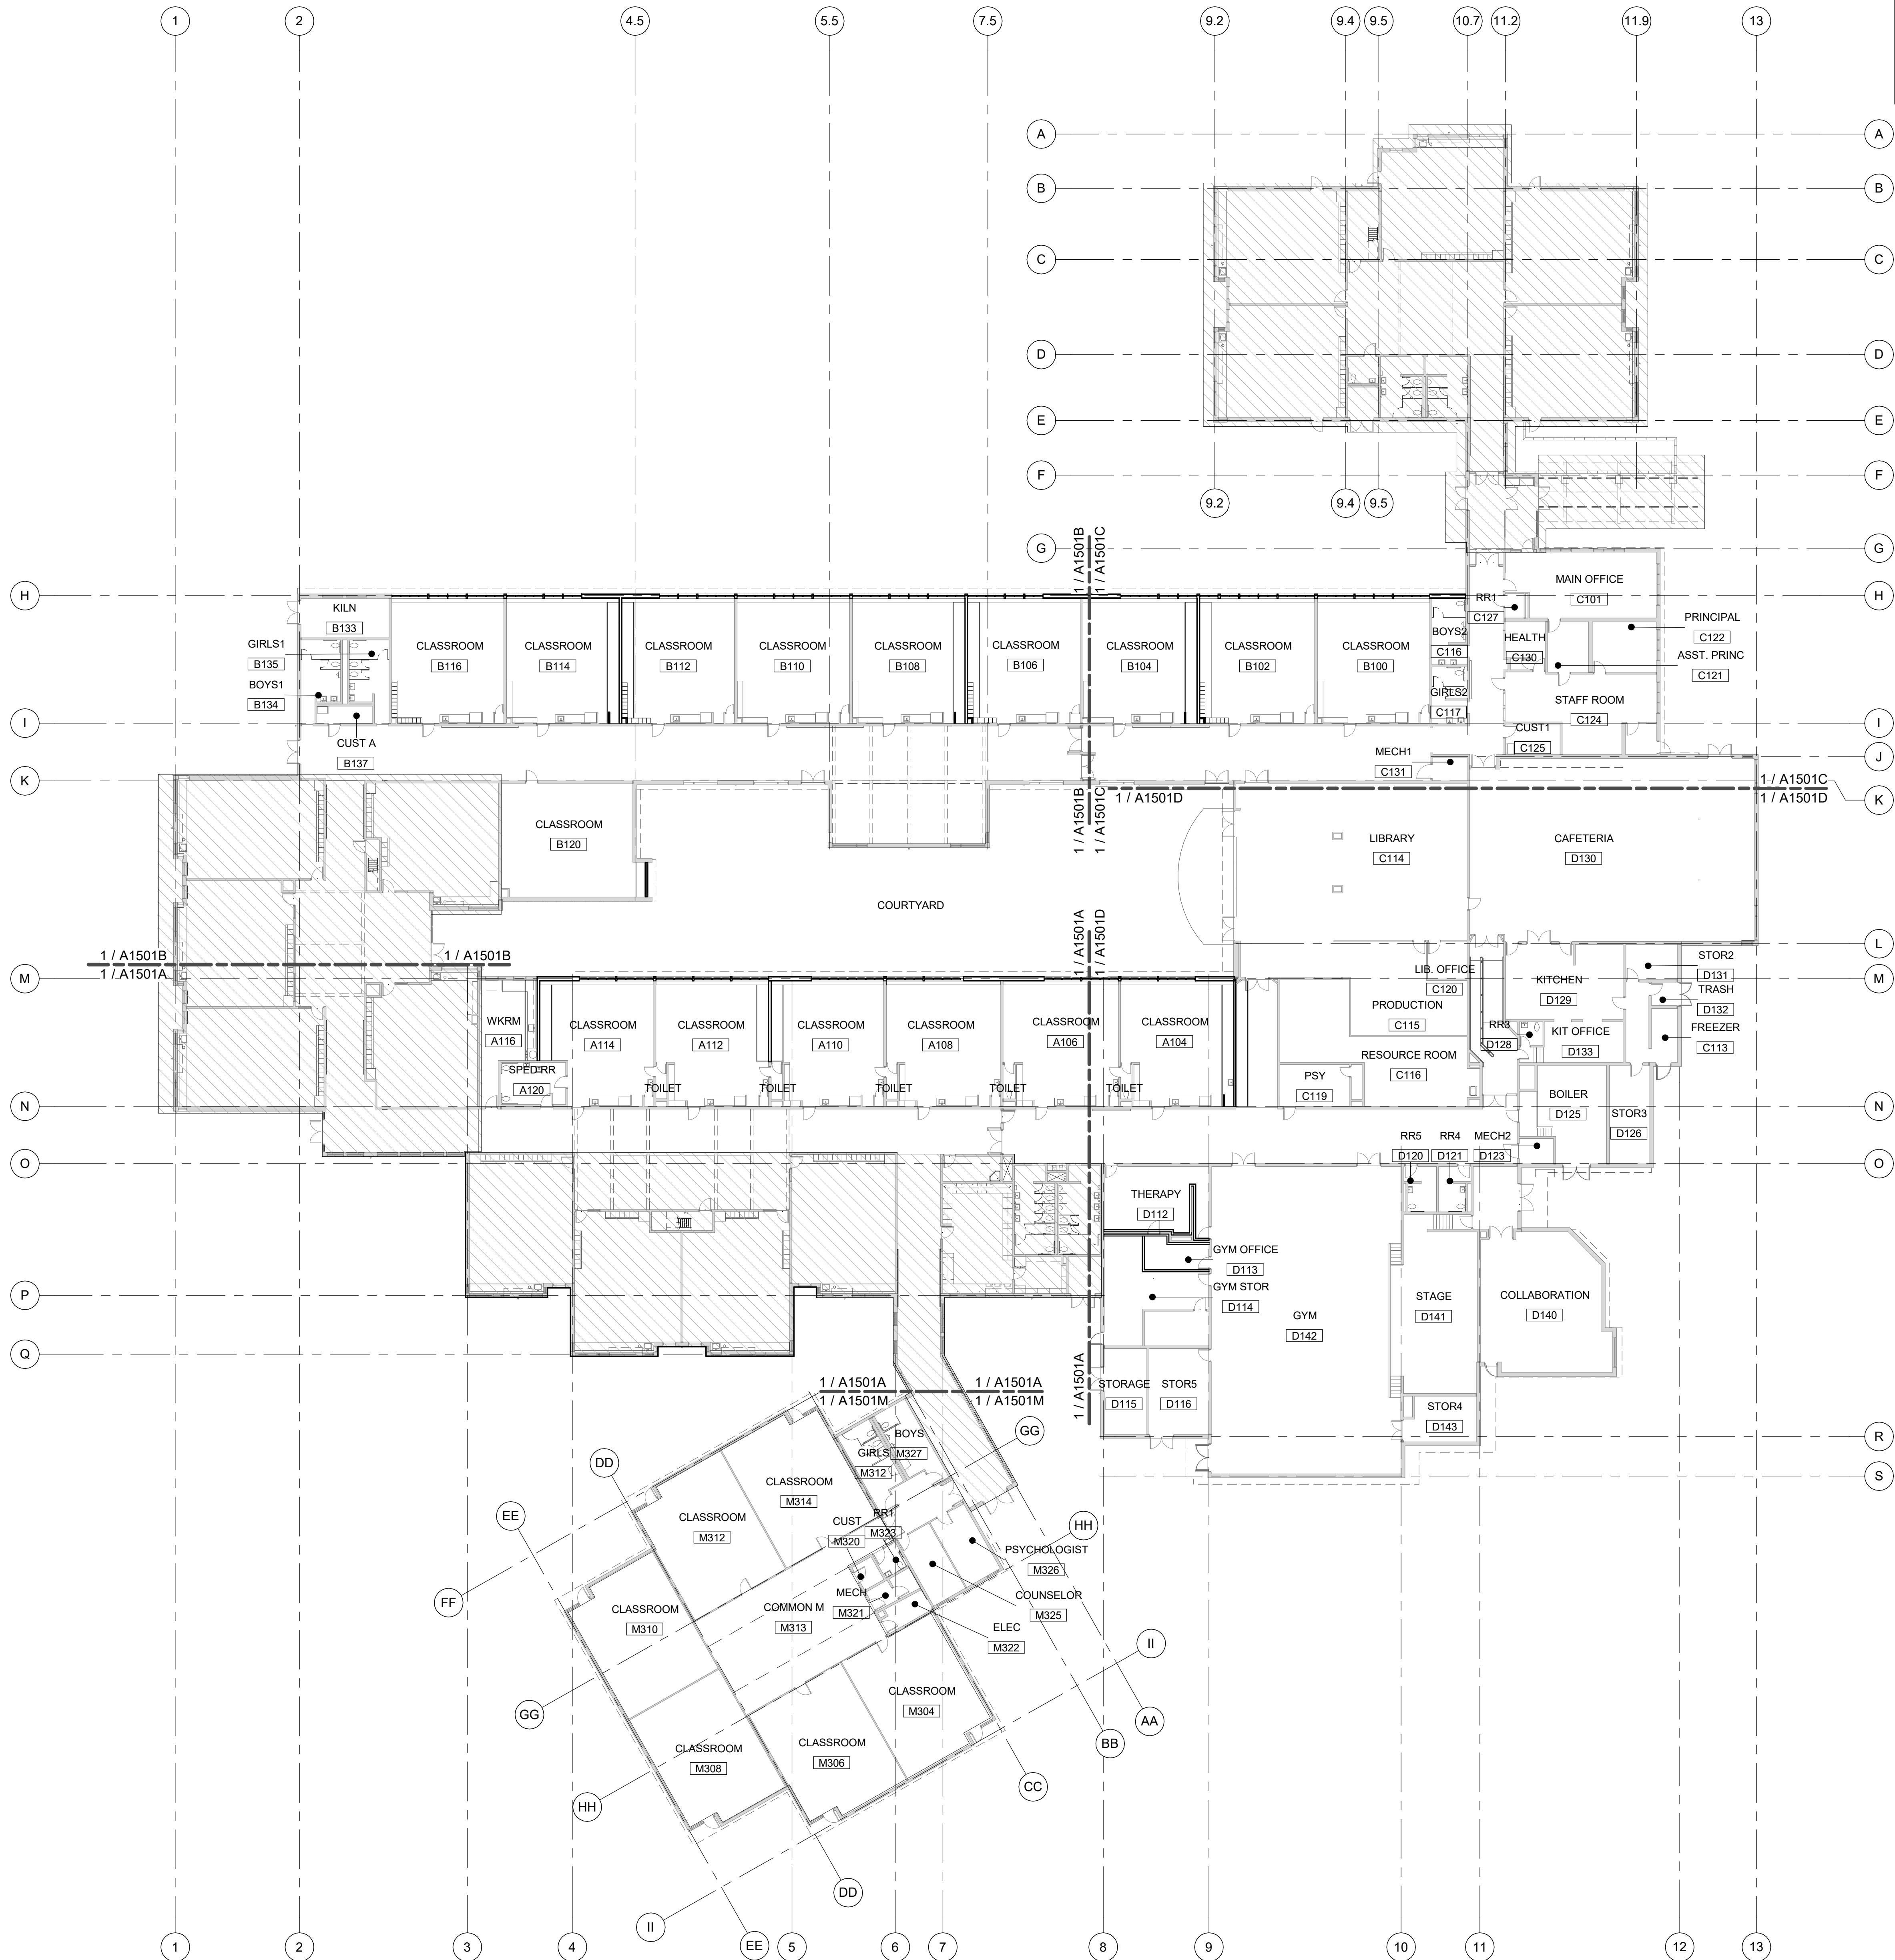 1
2
4.5
5.5
7.5
9.2
9.4
9.5
10.7
11.2
11.9
13
A
A
B
B
C
C
D
D
E
E
F
F
9.2
9.4
9.5
G
G
1 / A1501B
1 / A1501C
H
H
MAIN OFFICE
C101
RR1
C127
PRINCIPAL
C122
HEALTH
C130
ASST. PRINC
C121
STAFF ROOM
C124
CUST1
C125
KILN
B133
GIRLS1
B135
BOYS1
B134
CUST A
B137
CLASSROOM
B116
CLASSROOM
B114
CLASSROOM
B112
CLASSROOM
B110
CLASSROOM
B108
CLASSROOM
B106
CLASSROOM
B104
CLASSROOM
B102
CLASSROOM
B100
BOYS2
C116
GIRLS2
C117
I
I
MECH1
C131
J
K
K
1 / A1501C
1 / A1501D
1 / A1501D
1 / A1501B
1 / A1501C
CLASSROOM
B120
LIBRARY
C114
CAFETERIA
D130
COURTYARD
1 / A1501A
1 / A1501D
1 / A1501B
1 / A1501A
1 / A1501B
L
M
M
LIB. OFFICE
C120
KITCHEN
D129
STOR2
D131
TRASH
D132
FREEZER
C113
PRODUCTION
C115
RR3
D128
KIT OFFICE
D133
RESOURCE ROOM
C116
PSY
C119
WKRM
A116
SPED RR
A120
CLASSROOM
A114
CLASSROOM
A112
CLASSROOM
A110
CLASSROOM
A108
CLASSROOM
A106
CLASSROOM
A104
TOILET
TOILET
TOILET
TOILET
TOILET
BOILER
D125
STOR3
D126
N
N
RR5
D120
RR4
D121
MECH2
D123
O
O
THERAPY
D112
GYM OFFICE
D113
GYM STOR
D114
GYM
D142
STAGE
D141
COLLABORATION
D140
P
P
Q
Q
1 / A1501A
1 / A1501M
1 / A1501A
1 / A1501M
1 / A1501A
STORAGE
D115
STOR5
D116
STOR4
D143
R
S
GG
DD
EE
FF
HH
BOYS
M327
GIRLS
M312
CLASSROOM
M314
CLASSROOM
M312
CUST
M320
RR1
M323
PSYCHOLOGIST
M326
COUNSELOR
M325
MECH
M321
ELEC
M322
COMMON M
M313
CLASSROOM
M310
CLASSROOM
M304
CLASSROOM
M306
CLASSROOM
M308
II
GG
AA
BB
CC
HH
DD
II
EE
1
2
3
4
5
6
7
8
9
10
11
12
13